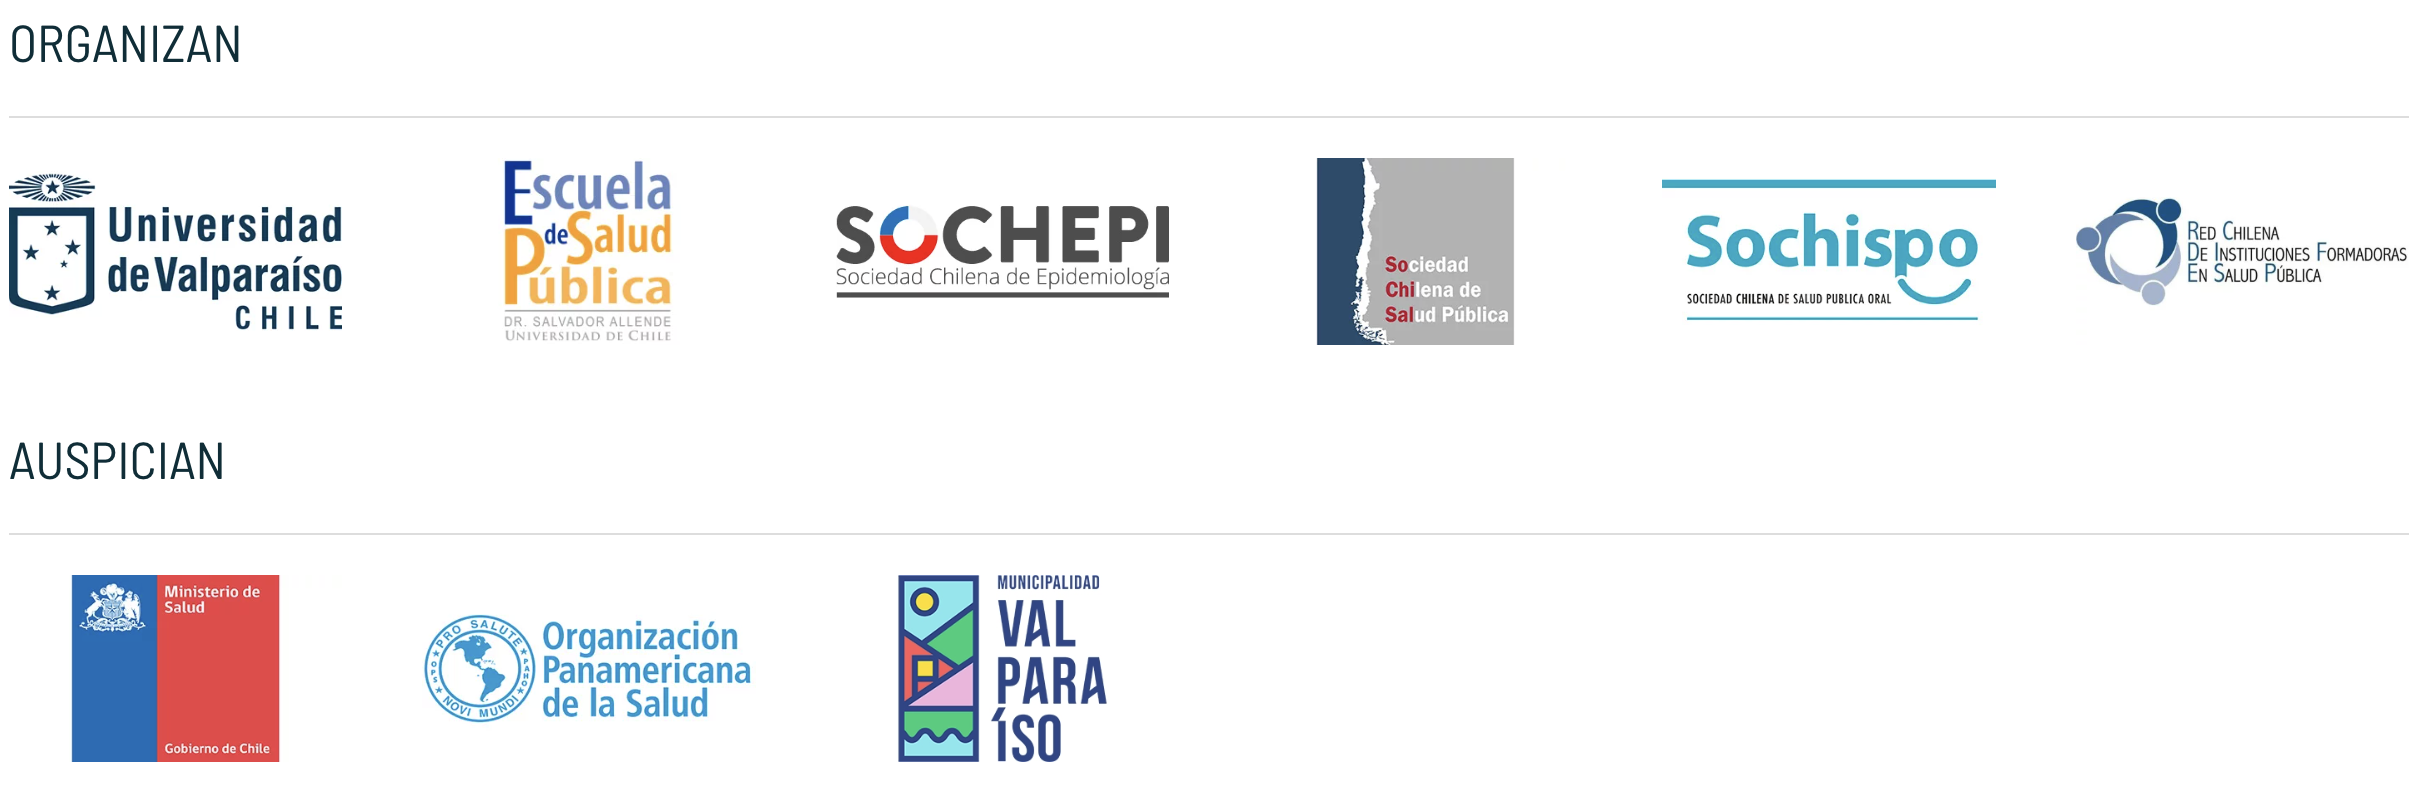 ORGANIZAN
Universidad
de Valparaíso
CHILE
Escuela
de Salud
Pública
DR. SALVADOR ALLENDE
UNIVERSIDAD DE CHILE
SOCHEPI
Sociedad Chilena de Epidemiología
Sociedad
Chilena de
Salud Pública
Sochispo
SOCIEDAD CHILENA DE SALUD PUBLICA ORAL
RED CHILENA
DE INSTITUCIONES FORMADORAS
EN SALUD PÚBLICA
AUSPICIAN
Ministerio de
Salud
Gobierno de Chile
PRO SALUTE
NOVI MUNDI
OPS
PAHO
Organización
Panamericana
de la Salud
MUNICIPALIDAD
VAL
PARA
ÍSO